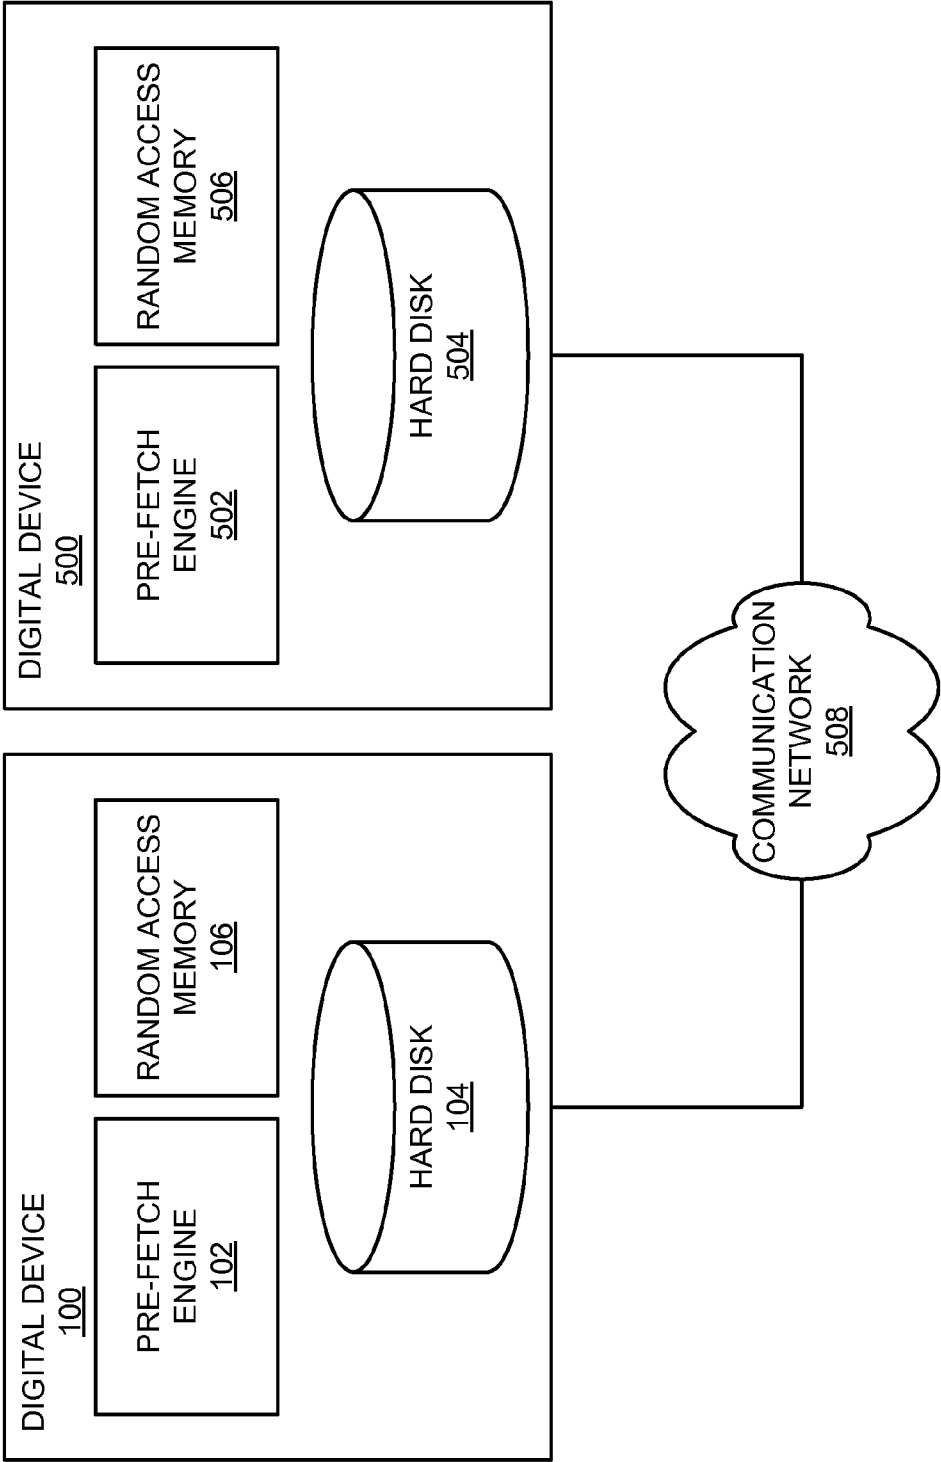 DIGITAL DEVICE
100
PRE-FETCH
ENGINE
102
RANDOM ACCESS
MEMORY
106
HARD DISK
104
DIGITAL DEVICE
500
PRE-FETCH
ENGINE
502
RANDOM ACCESS
MEMORY
506
HARD DISK
504
COMMUNICATION
NETWORK
508